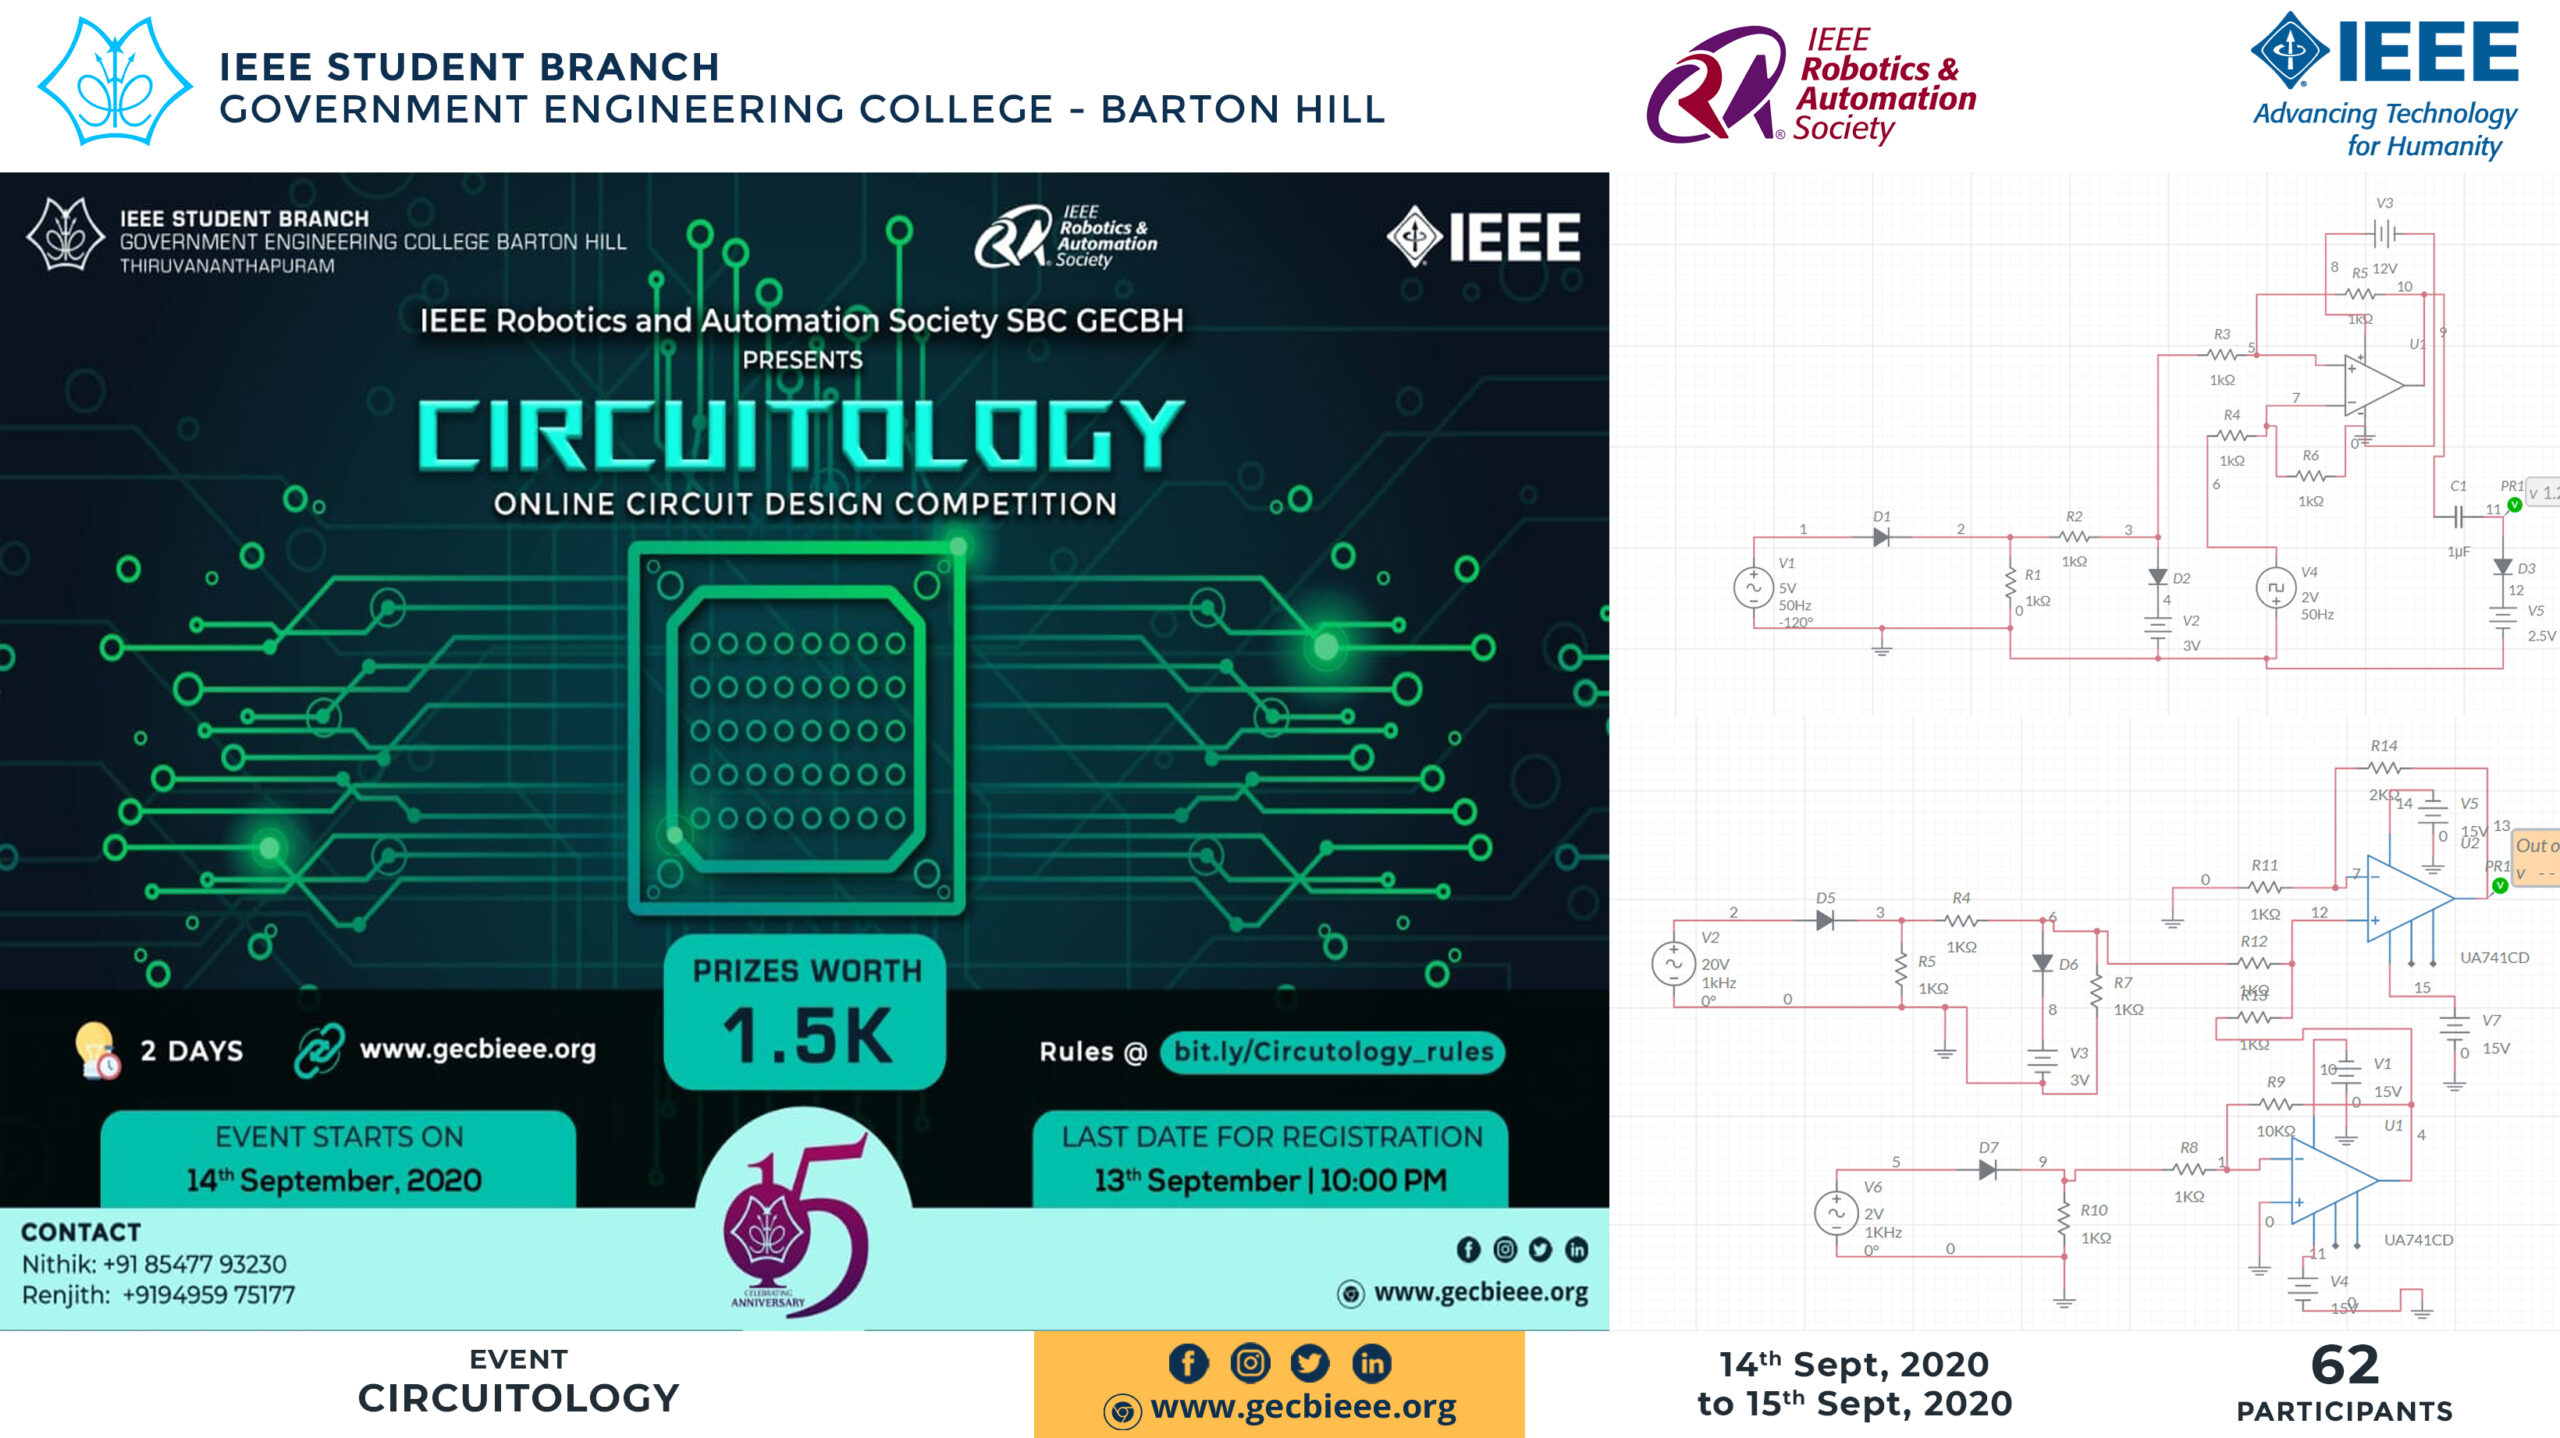 IEEE STUDENT BRANCH
GOVERNMENT ENGINEERING COLLEGE - BARTON HILL
IEEE
Robotics &
Automation
Society
IEEE
Advancing Technology
for Humanity
IEEE STUDENT BRANCH
GOVERNMENT ENGINEERING COLLEGE BARTON HILL
THIRUVANANTHAPURAM
IEEE
Robotics &
Automation
Society
IEEE
IEEE Robotics and Automation Society SBC GECBH
PRESENTS
CIRCUITOLOGY
ONLINE CIRCUIT DESIGN COMPETITION
PRIZES WORTH
1.5K
2 DAYS
www.gecbieee.org
Rules @ bit.ly/Circutology_rules
EVENT STARTS ON
14th September, 2020
LAST DATE FOR REGISTRATION
13th September | 10:00 PM
CONTACT
Nithik: +91 85477 93230
Renjith: +9194959 75177
15
CELEBRATING
ANNIVERSARY
www.gecbieee.org
V3
8
R5 12V
10
1kΩ
9
U1
R3
5
1kΩ
7
R4
0
1kΩ
R6
6
1kΩ
C1
PR1
v 1.2
11
1µF
1
D1
2
R2
3
1kΩ
V1
5V
50Hz
-120°
R1
1kΩ
0
D2
4
V2
3V
V4
2V
50Hz
D3
12
V5
2.5V
R14
2KΩ
14
V5
15V
13
0
U2
PR1
Out o
v --
0
R11
7
1KΩ
12
R12
1KΩ
UA741CD
15
R13
1KΩ
V7
0
15V
2
D5
3
R4
6
1KΩ
V2
20V
1kHz
0°
R5
1KΩ
D6
R7
1KΩ
0
8
V3
3V
10
V1
15V
0
R9
10KΩ
U1
4
5
D7
9
R8
1
1KΩ
V6
2V
1KHz
0°
R10
1KΩ
0
0
UA741CD
11
V4
15V
0
EVENT
CIRCUITOLOGY
www.gecbieee.org
14th Sept, 2020
to 15th Sept, 2020
62
PARTICIPANTS